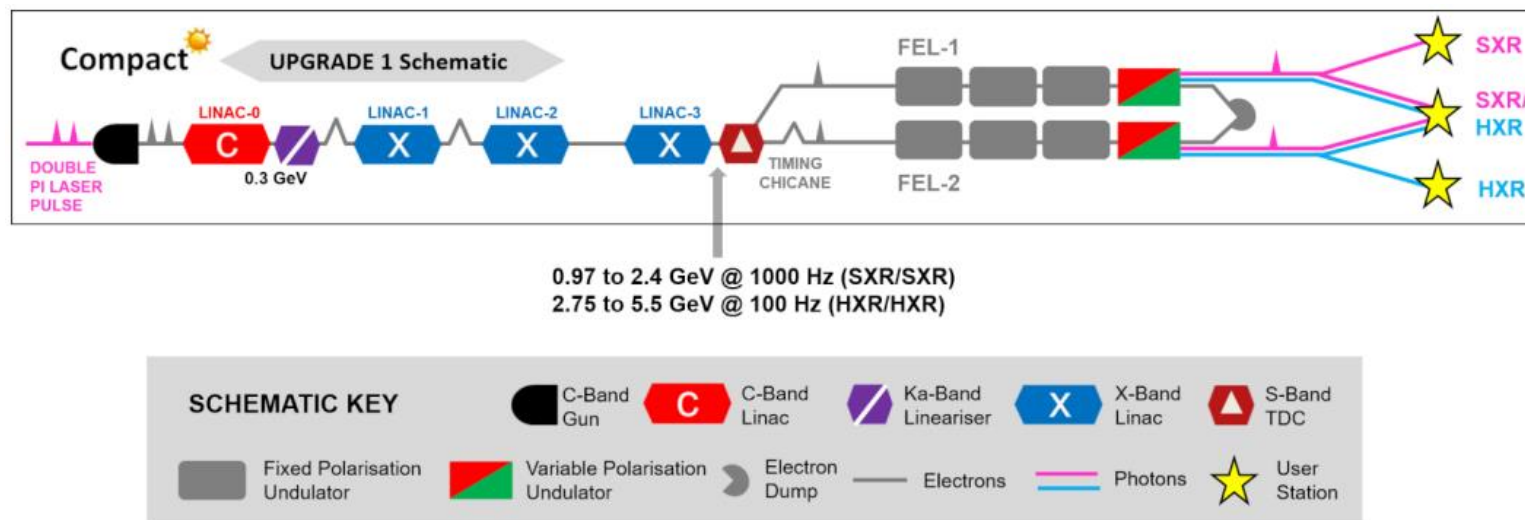 Compact
UPGRADE 1 Schematic
FEL-1
SXR
LINAC-0
LINAC-1
LINAC-2
LINAC-3
SXR/
HXR
C
X
X
X
DOUBLE
PI LASER
PULSE
0.3 GeV
TIMING
CHICANE
FEL-2
HXR
0.97 to 2.4 GeV @ 1000 Hz (SXR/SXR)
2.75 to 5.5 GeV @ 100 Hz (HXR/HXR)
SCHEMATIC KEY
C-Band
Gun
C
C-Band
Linac
Ka-Band
Lineariser
X
X-Band
Linac
S-Band
TDC
Fixed Polarisation
Undulator
Variable Polarisation
Undulator
Electron
Dump
Electrons
Photons
User
Station